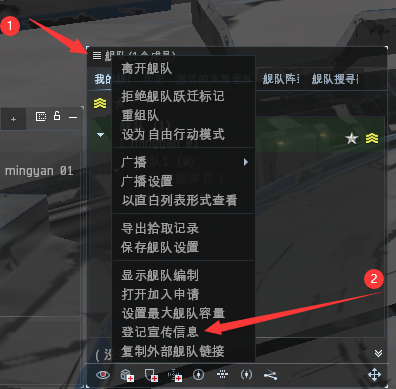 1
舰队(1个成员)
离开舰队
我的
舰队阵型
舰队搜寻
拒绝舰队跃迁标记
重组队
设为自由行动模式
广播
广播设置
以直白列表形式查看
mingyan 01
导出拾取记录
保存舰队设置
显示舰队编制
打开加入申请
2
设置最大舰队容量
登记宣传信息
复制外部舰队链接